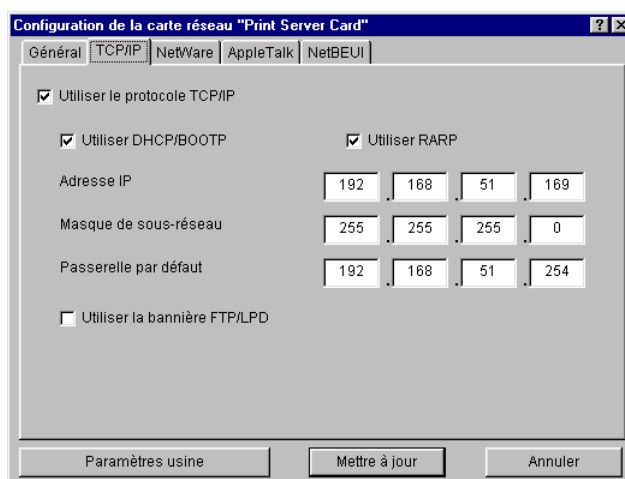 Configuration de la carte réseau "Print Server Card"
Général TCP/IP NetWare AppleTalk NetBEUI
Utiliser le protocole TCP/IP
Utiliser DHCP/BOOTP Utiliser RARP
Adresse IP 192 . 168 . 51 . 169
Masque de sous-réseau 255 . 255 . 255 . 0
Passerelle par défaut 192 . 168 . 51 . 254
Utiliser la bannière FTP/LPD
Paramètres usine Mettre à jour Annuler